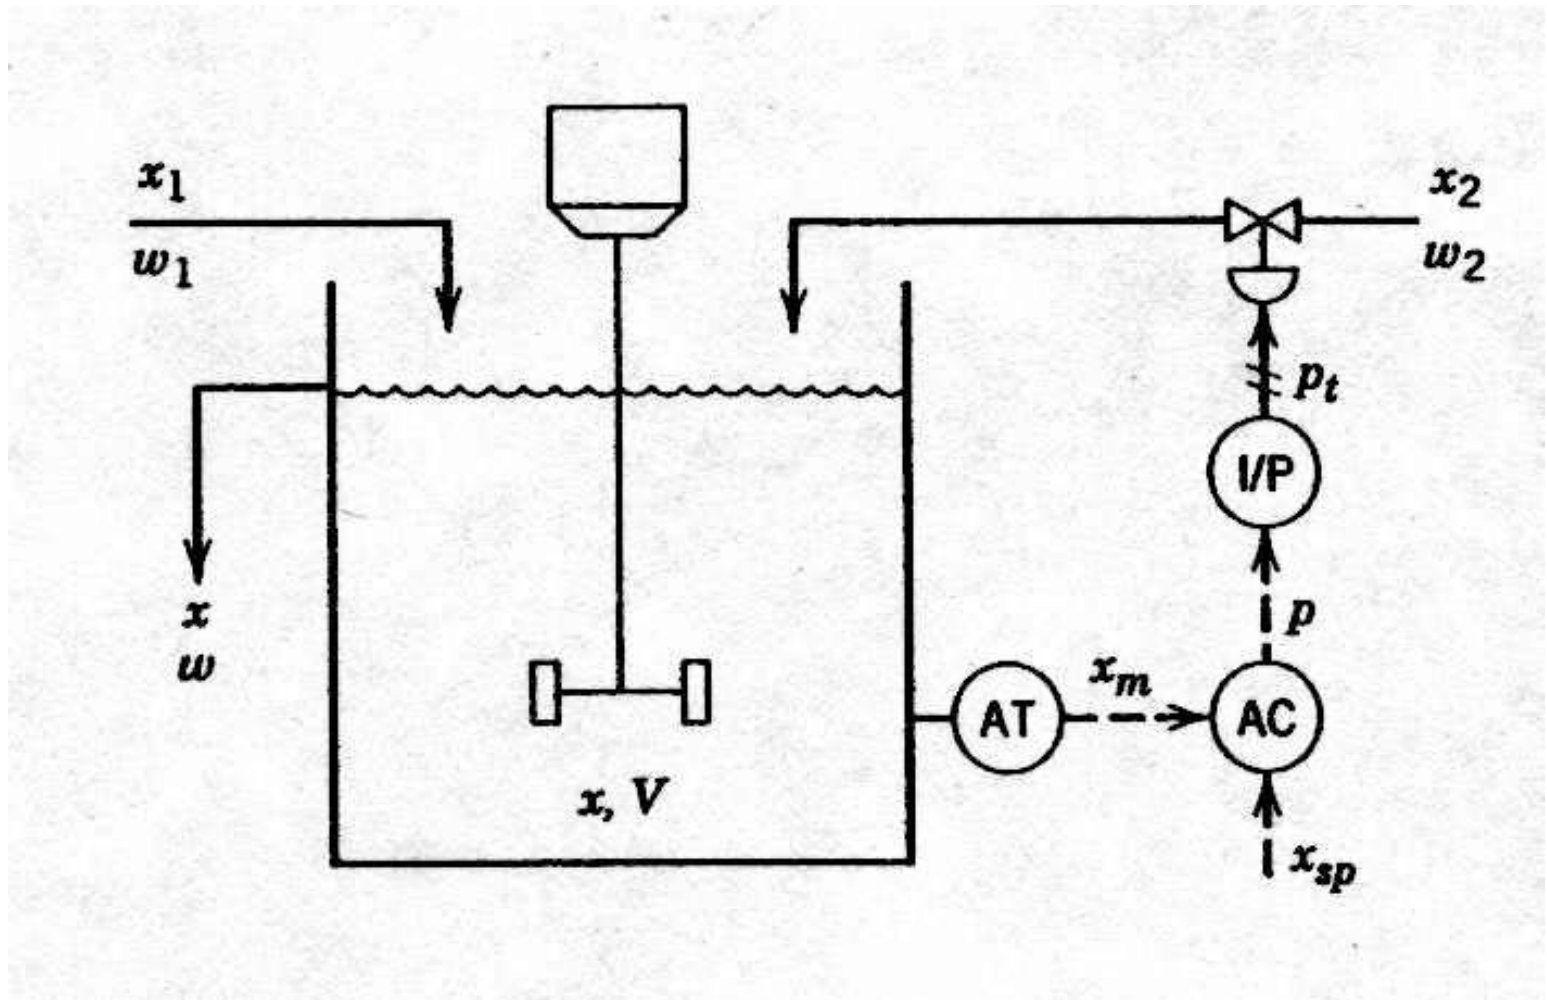 x₁
w₁
x₂
w₂
pₜ
I/P
p
x
w
xₘ
AT
AC
x, V
xₛₚ